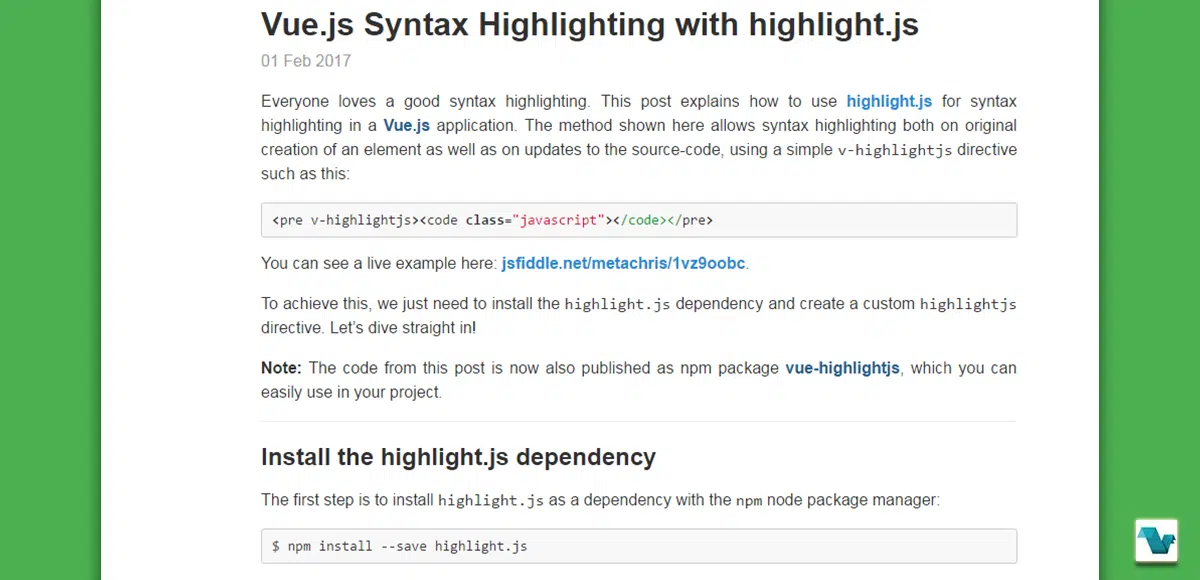 Vue.js Syntax Highlighting with highlight.js
01 Feb 2017
Everyone loves a good syntax highlighting. This post explains how to use highlight.js for syntax
highlighting in a Vue.js application. The method shown here allows syntax highlighting both on original
creation of an element as well as on updates to the source-code, using a simple v-highlightjs directive
such as this:
<pre v-highlightjs><code class="javascript"></code></pre>
You can see a live example here: jsfiddle.net/metachris/1vz9oobc.
To achieve this, we just need to install the highlight.js dependency and create a custom highlightjs
directive. Let's dive straight in!
Note: The code from this post is now also published as npm package vue-highlightjs, which you can
easily use in your project.
Install the highlight.js dependency
The first step is to install highlight.js as a dependency with the npm node package manager:
$ npm install --save highlight.js